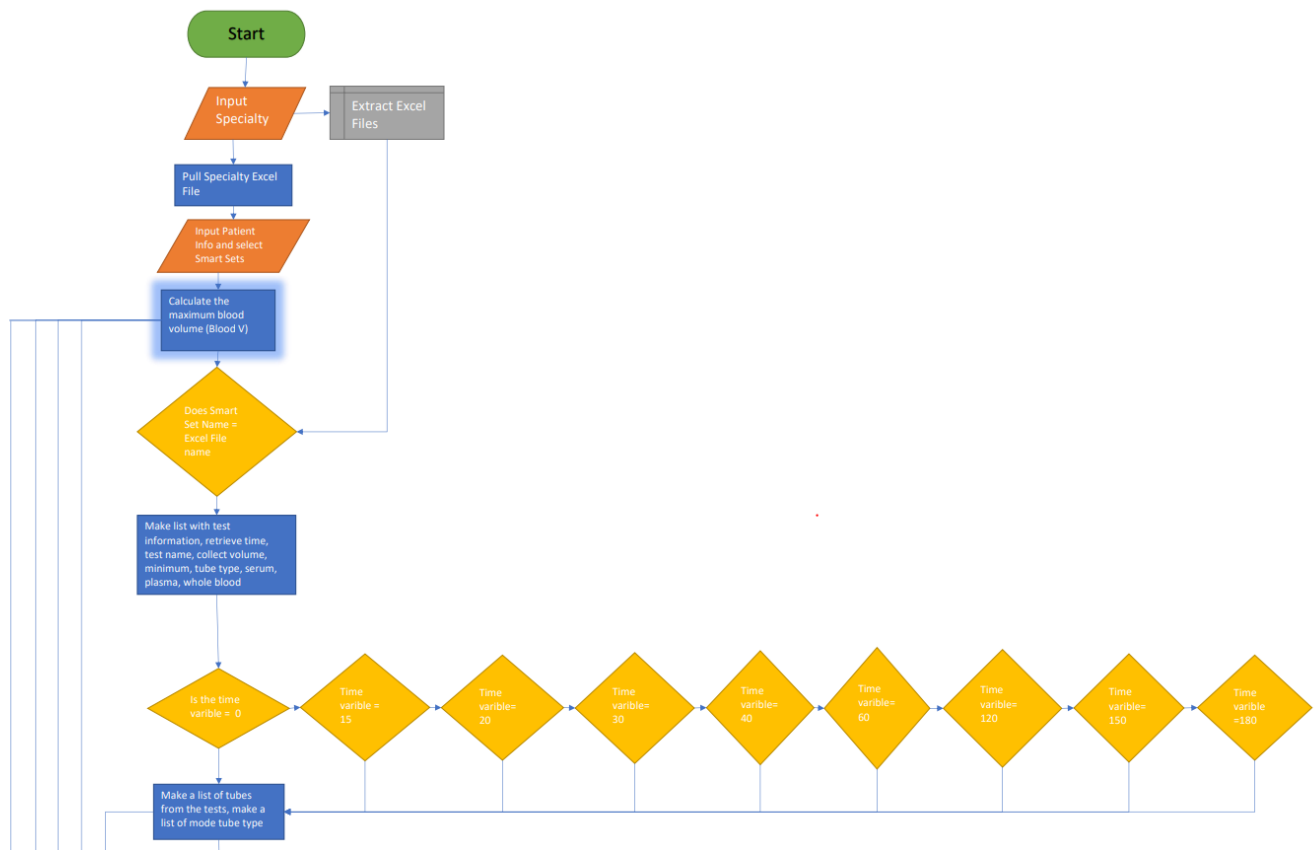 Start
Input
Specialty
Extract Excel
Files
Pull Specialty Excel
File
Input Patient
Info and select
Smart Sets
Calculate the
maximum blood
volume (Blood V)
Does Smart
Set Name =
Excel File
name
Make list with test
information, retrieve time,
test name, collect volume,
minimum, tube type, serum,
plasma, whole blood
Is the time
varible =  0
Time
varible =
15
Time
varible=
20
Time
varible=
30
Time
varible=
40
Time
varible=
60
Time
varible=
120
Time
varible=
150
Time
varible
=180
Make a list of tubes
from the tests, make a
list of mode tube type